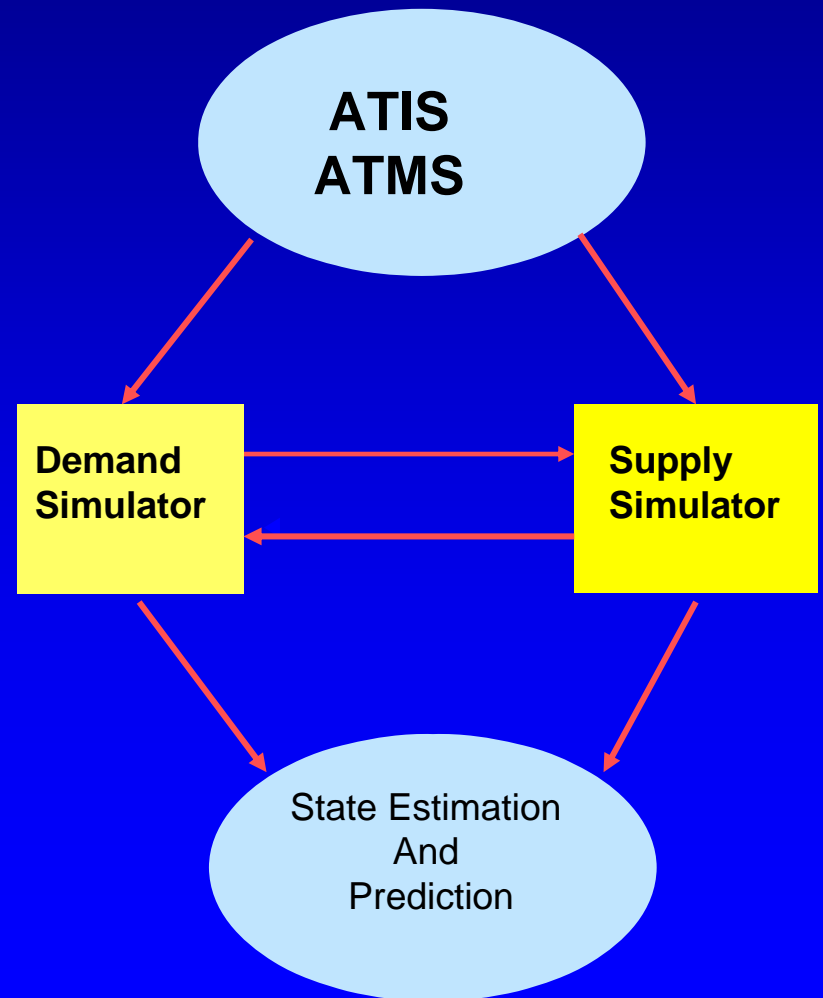 ATIS
ATMS
Demand
Simulator
Supply
Simulator
State Estimation
And
Prediction